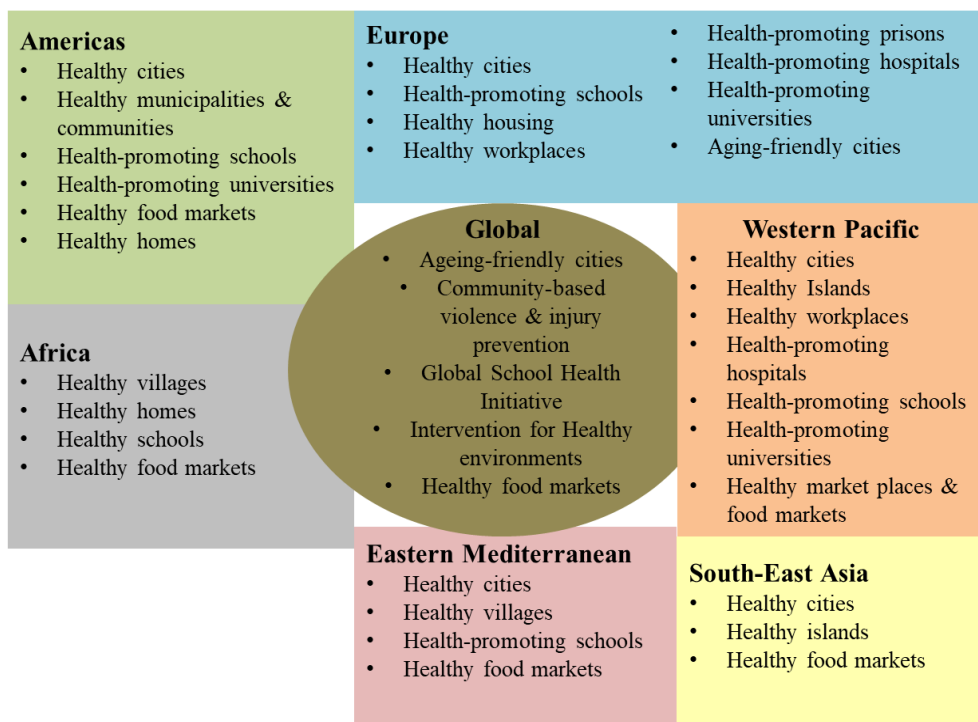 Americas
• Healthy cities
• Healthy municipalities &
communities
• Health-promoting schools
• Health-promoting universities
• Healthy food markets
• Healthy homes
Europe
• Healthy cities
• Health-promoting schools
• Healthy housing
• Healthy workplaces
• Health-promoting prisons
• Health-promoting hospitals
• Health-promoting
universities
• Aging-friendly cities
Africa
• Healthy villages
• Healthy homes
• Healthy schools
• Healthy food markets
Global
• Ageing-friendly cities
• Community-based
violence & injury
prevention
• Global School Health
Initiative
• Intervention for Healthy
environments
• Healthy food markets
Western Pacific
• Healthy cities
• Healthy Islands
• Healthy workplaces
• Health-promoting
hospitals
• Health-promoting schools
• Health-promoting
universities
• Healthy market places &
food markets
Eastern Mediterranean
• Healthy cities
• Healthy villages
• Health-promoting schools
• Healthy food markets
South-East Asia
• Healthy cities
• Healthy islands
• Healthy food markets